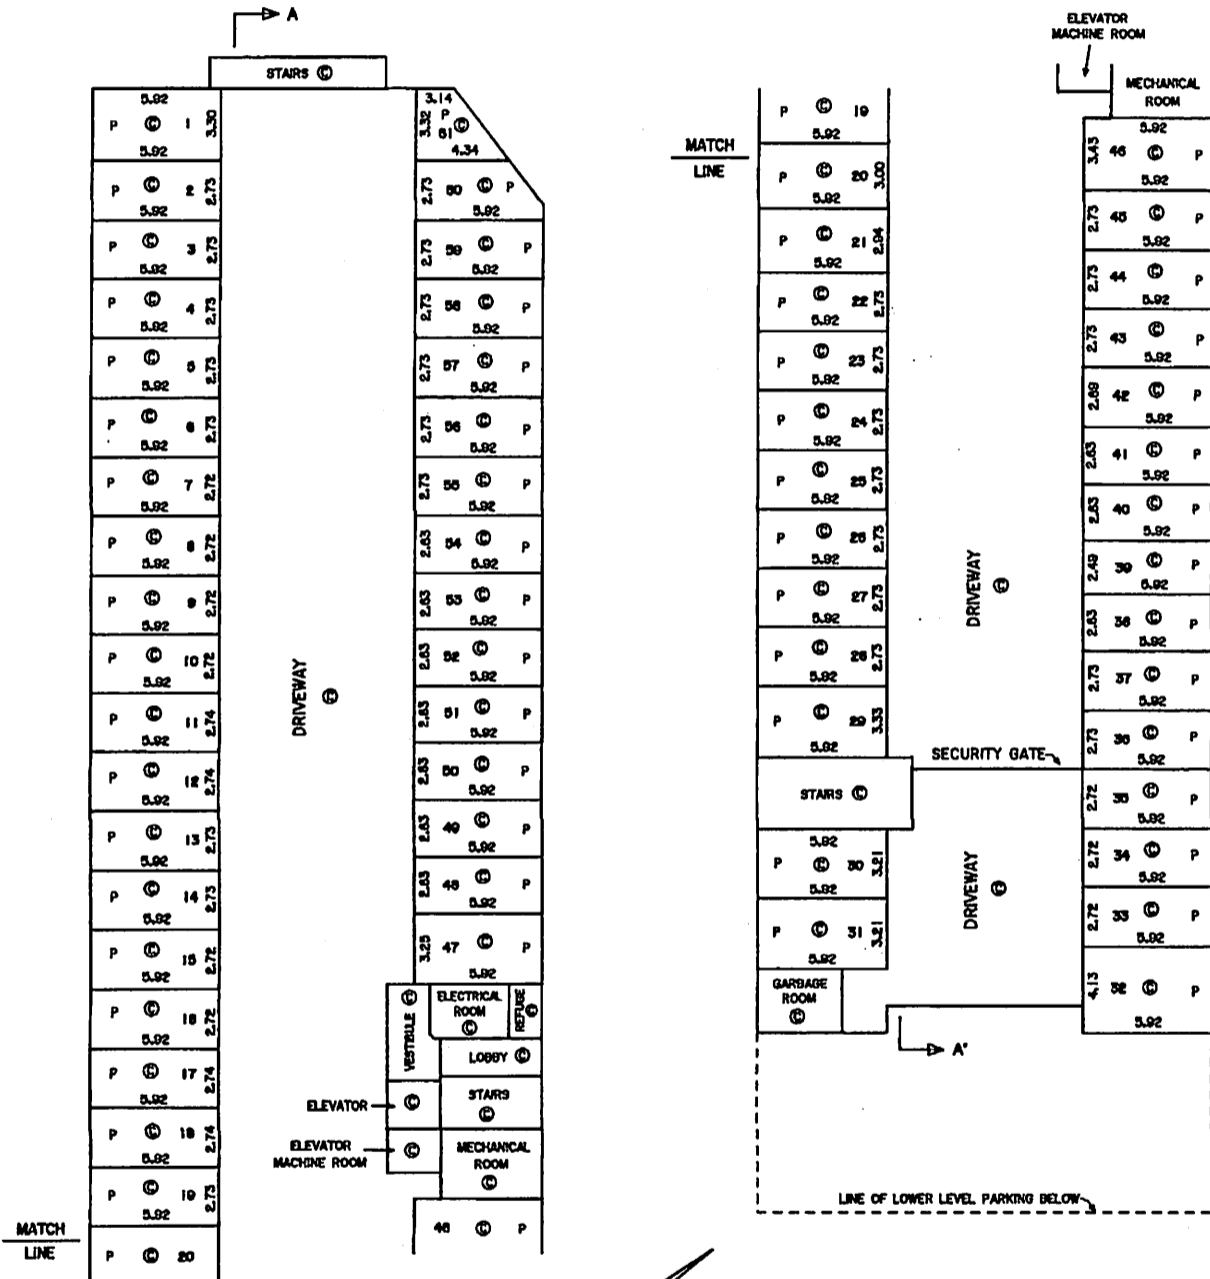 A
STAIRS ©
5.92
P © 1 3.30
5.92
P © 2 2.73
5.92
P © 3 2.73
5.92
P © 4 2.73
5.92
P © 5 2.73
5.92
P © 6 2.73
5.92
P © 7 2.72
5.92
P © 8 2.72
5.92
P © 9 2.72
5.92
P © 10 2.72
5.92
P © 11 2.74
5.92
P © 12 2.74
5.92
P © 13 2.73
5.92
P © 14 2.73
5.92
P © 15 2.72
5.92
P © 16 2.72
5.92
P © 17 2.74
5.92
P © 18 2.74
5.92
P © 19 2.73
5.92
MATCH
LINE
P © 20
DRIVEWAY ©
3.14
3.32 P
61 ©
4.34
2.73 60 © P
5.92
2.73 59 © P
5.92
2.73 58 © P
5.92
2.73 57 © P
5.92
2.73 56 © P
5.92
2.73 55 © P
5.92
2.63 54 © P
5.92
2.63 53 © P
5.92
2.63 52 © P
5.92
2.63 51 © P
5.92
2.63 50 © P
5.92
2.63 49 © P
5.92
2.63 48 © P
5.92
3.25 47 © P
5.92
VESTIBULE ©
ELECTRICAL
ROOM
©
REFUGE ©
LOBBY ©
ELEVATOR ©
STAIRS
©
ELEVATOR
MACHINE ROOM ©
MECHANICAL
ROOM
©
46 © P
ELEVATOR
MACHINE ROOM
MECHANICAL
ROOM
MATCH
LINE
P © 19
5.92
P © 20 3.00
5.92
P © 21 2.94
5.92
P © 22 2.73
5.92
P © 23 2.73
5.92
P © 24 2.73
5.92
P © 25 2.73
5.92
P © 26 2.73
5.92
P © 27 2.73
5.92
P © 28 2.73
5.92
P © 29 3.33
5.92
STAIRS ©
5.92
P © 30 3.21
5.92
P © 31 3.21
5.92
GARBAGE
ROOM
©
DRIVEWAY ©
SECURITY GATE
DRIVEWAY ©
A'
5.92
3.43 46 © P
5.92
2.73 45 © P
5.92
2.73 44 © P
5.92
2.73 43 © P
5.92
2.69 42 © P
5.92
2.63 41 © P
5.92
2.63 40 © P
5.92
2.49 39 © P
5.92
2.63 38 © P
5.92
2.73 37 © P
5.92
2.73 36 © P
5.92
2.72 35 © P
5.92
2.72 34 © P
5.92
2.72 33 © P
5.92
4.13 32 © P
5.92
LINE OF LOWER LEVEL PARKING BELOW